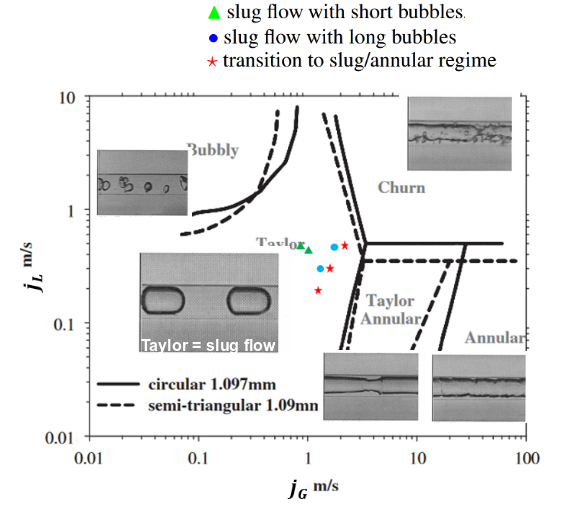 slug flow with short bubbles
slug flow with long bubbles
transition to slug/annular regime
10
1
0.1
0.01
j_L m/s
Bubbly
Churn
Taylor
Taylor
Annular
Annular
Taylor = slug flow
circular 1.097mm
semi-triangular 1.09mn
0.01
0.1
1
10
100
j_G m/s